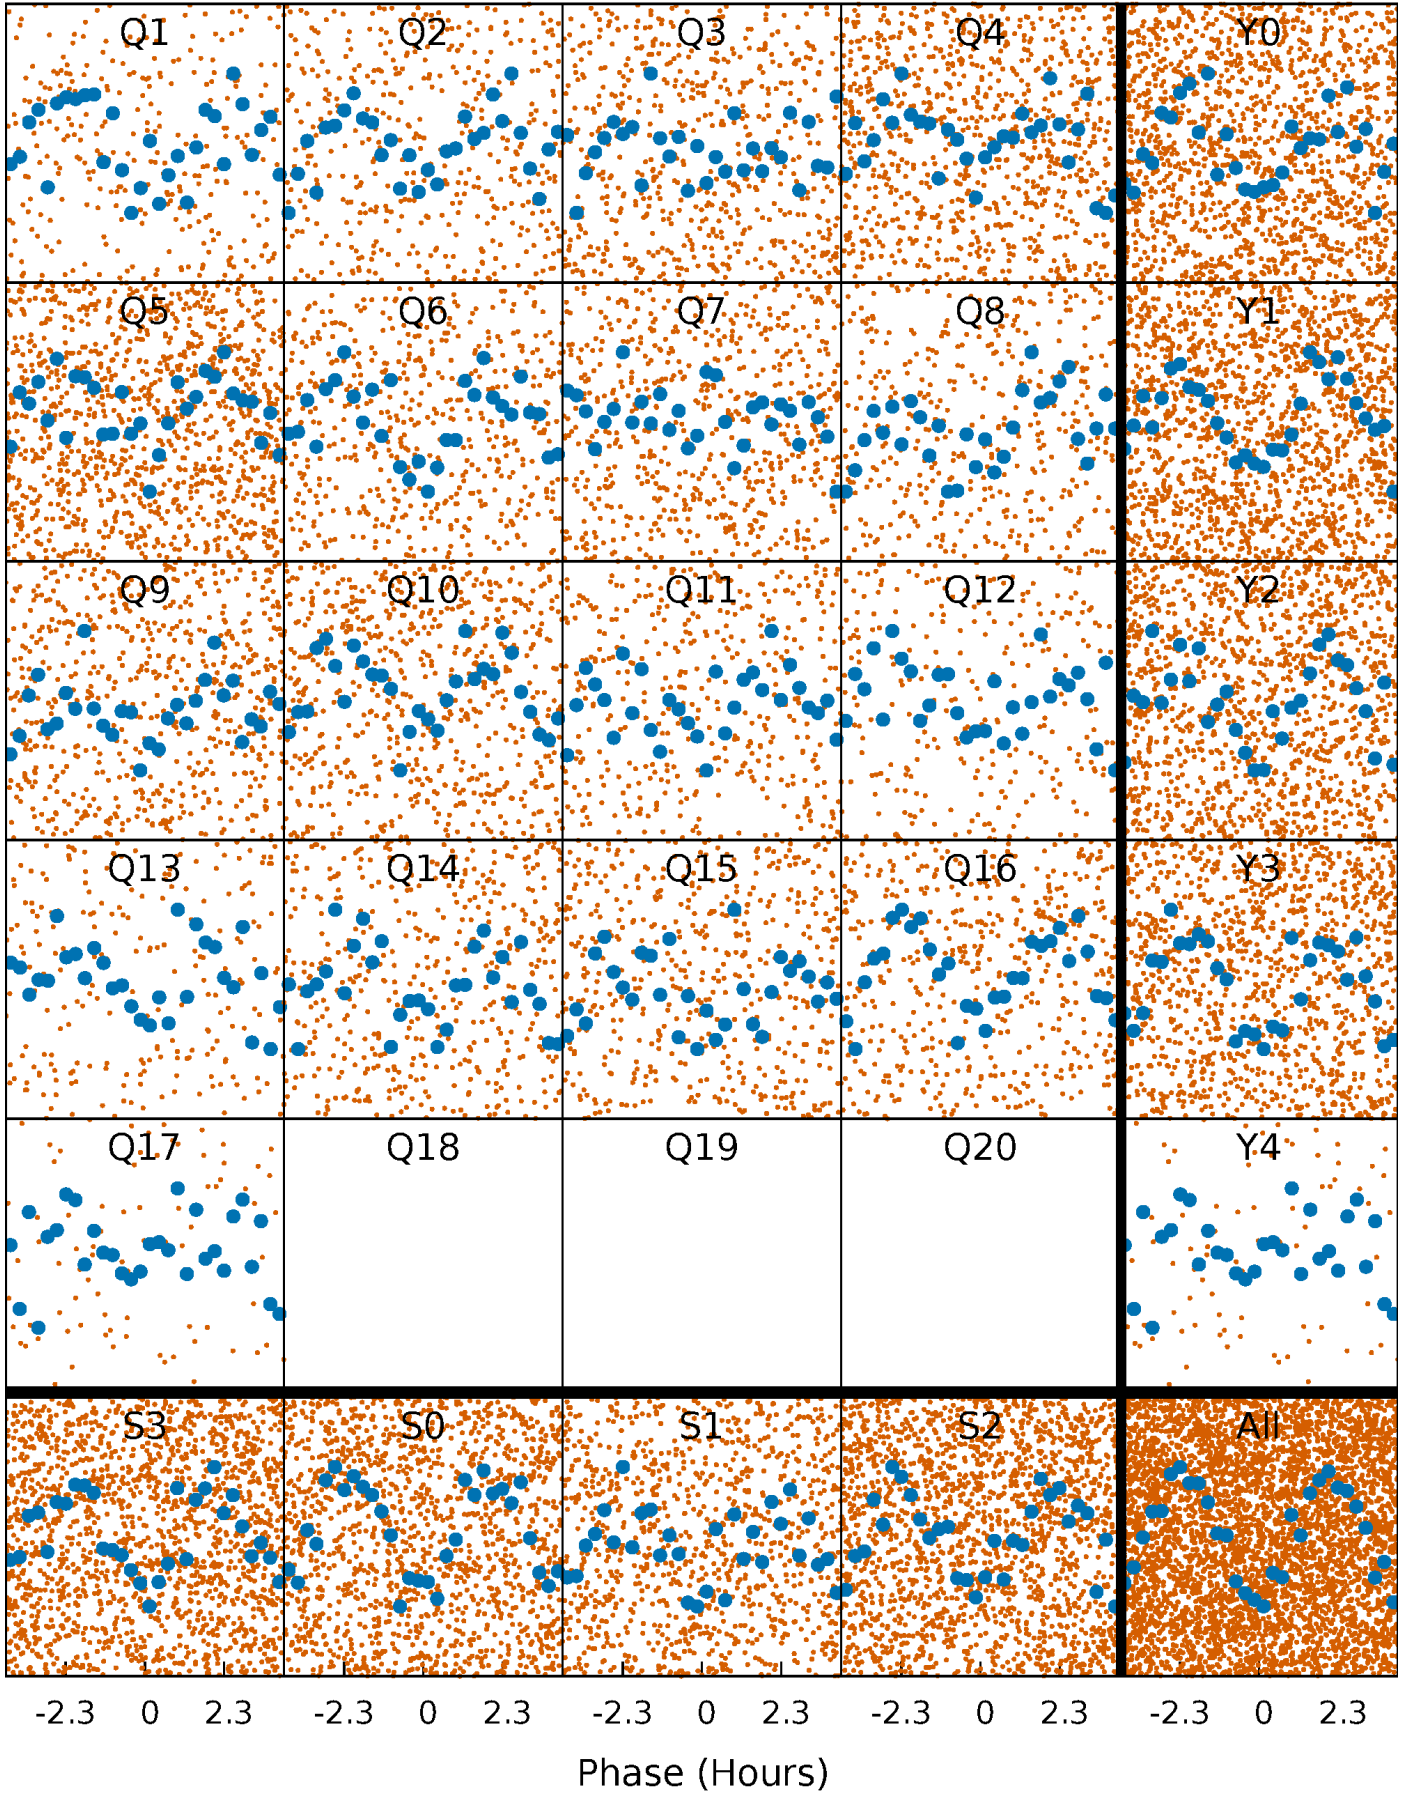 Q1 Q2 Q3 Q4 Y0
Q5 Q6 Q7 Q8 Y1
Q9 Q10 Q11 Q12 Y2
Q13 Q14 Q15 Q16 Y3
Q17 Q18 Q19 Q20 Y4
S3 S0 S1 S2 All
-2.3 0 2.3 -2.3 0 2.3 -2.3 0 2.3 -2.3 0 2.3 -2.3 0 2.3
Phase (Hours)